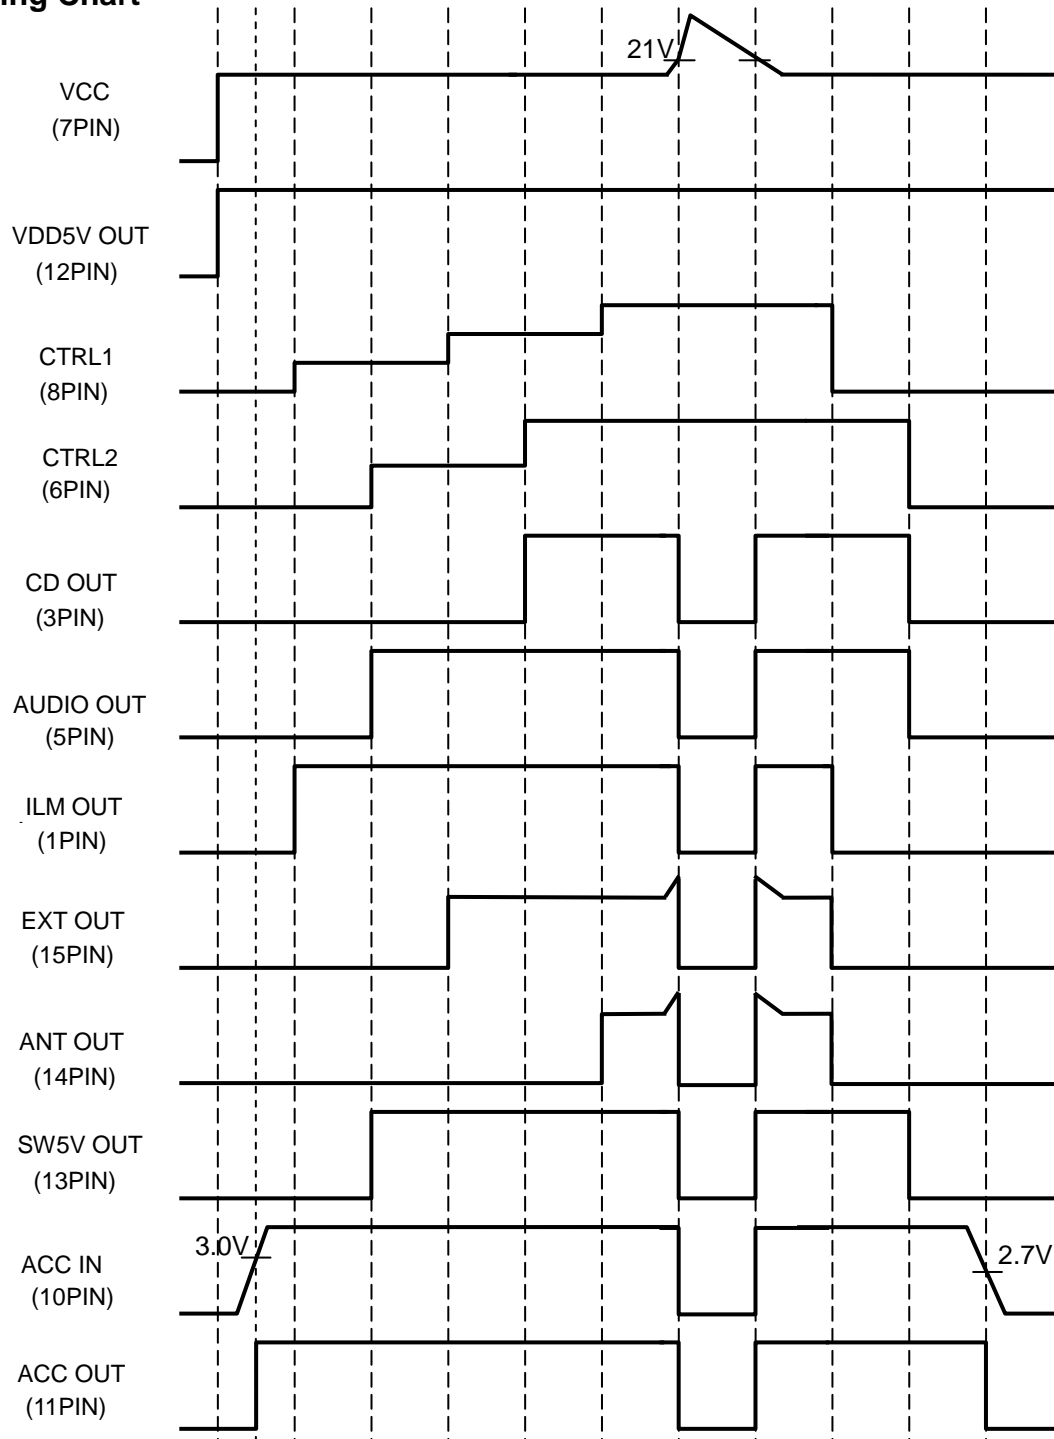 ing Chart
21V
VCC
(7PIN)
VDD5V OUT
(12PIN)
CTRL1
(8PIN)
CTRL2
(6PIN)
CD OUT
(3PIN)
AUDIO OUT
(5PIN)
ILM OUT
(1PIN)
EXT OUT
(15PIN)
ANT OUT
(14PIN)
SW5V OUT
(13PIN)
3.0V
2.7V
ACC IN
(10PIN)
ACC OUT
(11PIN)